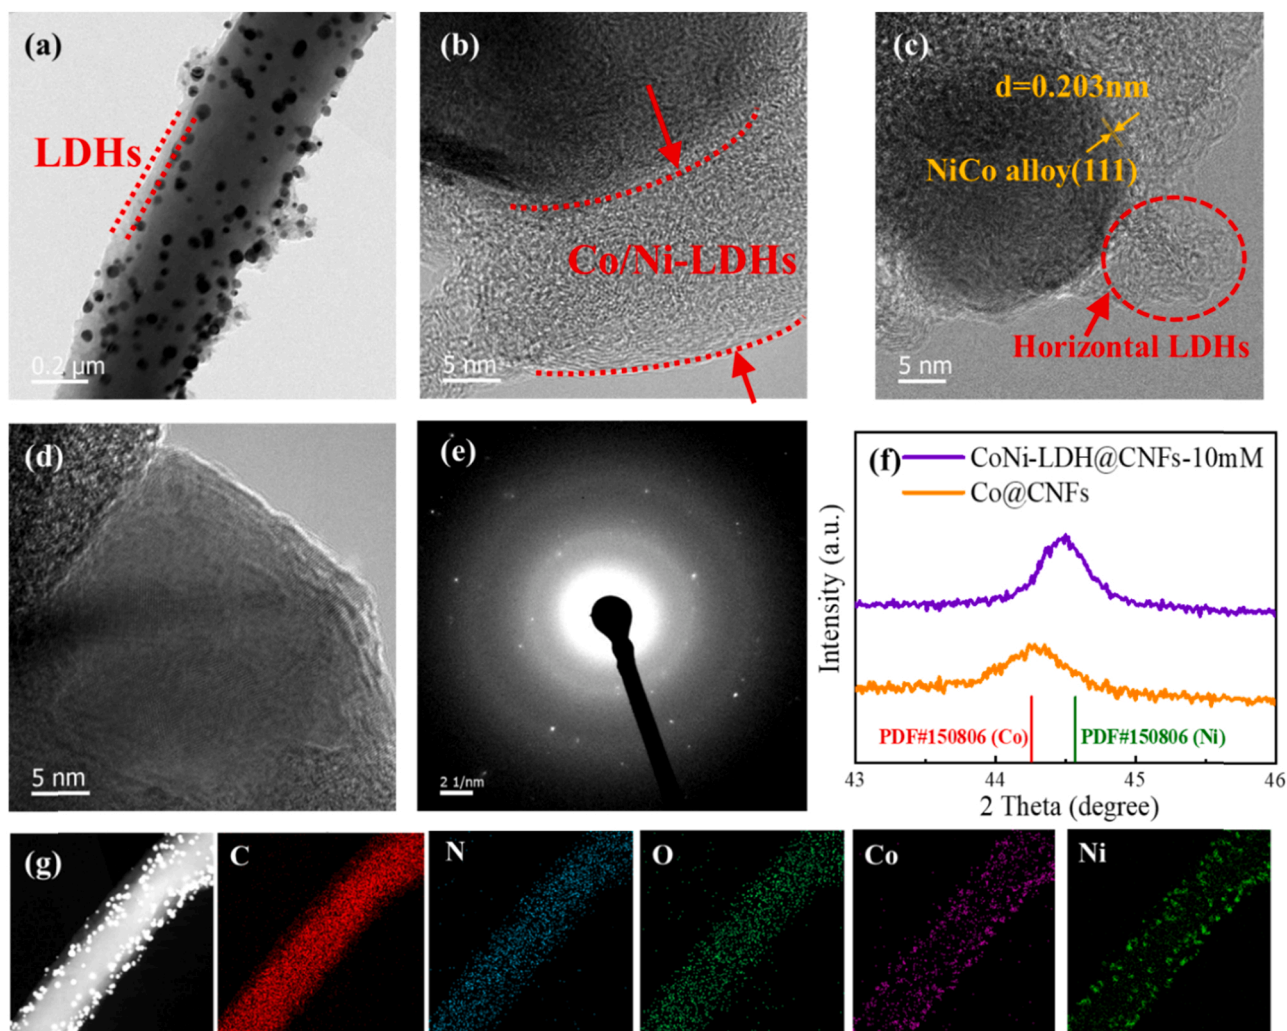 (a)
LDHs
0.2 μm
(b)
Co/Ni-LDHs
5 nm
(c)
d=0.203nm
NiCo alloy(111)
Horizontal LDHs
5 nm
(d)
5 nm
(e)
2 1/nm
(f)
CoNi-LDH@CNFs-10mM
Co@CNFs
Intensity (a.u.)
PDF#150806 (Co)
PDF#150806 (Ni)
43 44 45 46
2 Theta (degree)
(g)
C
N
O
Co
Ni